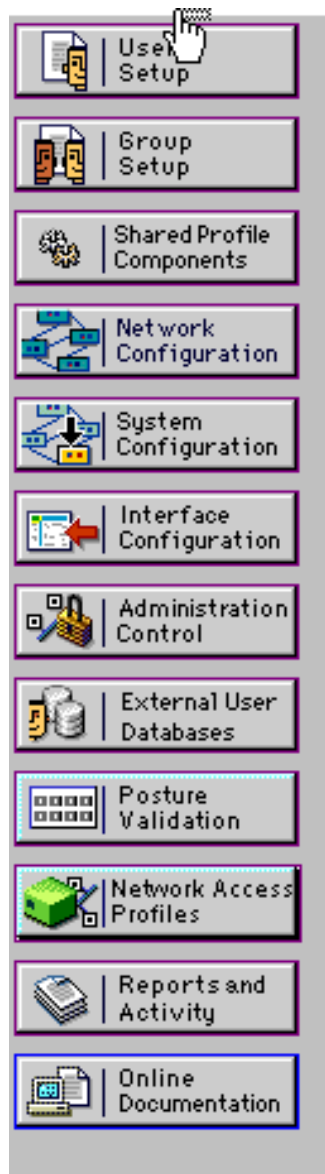 User
Setup
Group
Setup
Shared Profile
Components
Network
Configuration
System
Configuration
Interface
Configuration
Administration
Control
External User
Databases
Posture
Validation
Network Access
Profiles
Reports and
Activity
Online
Documentation